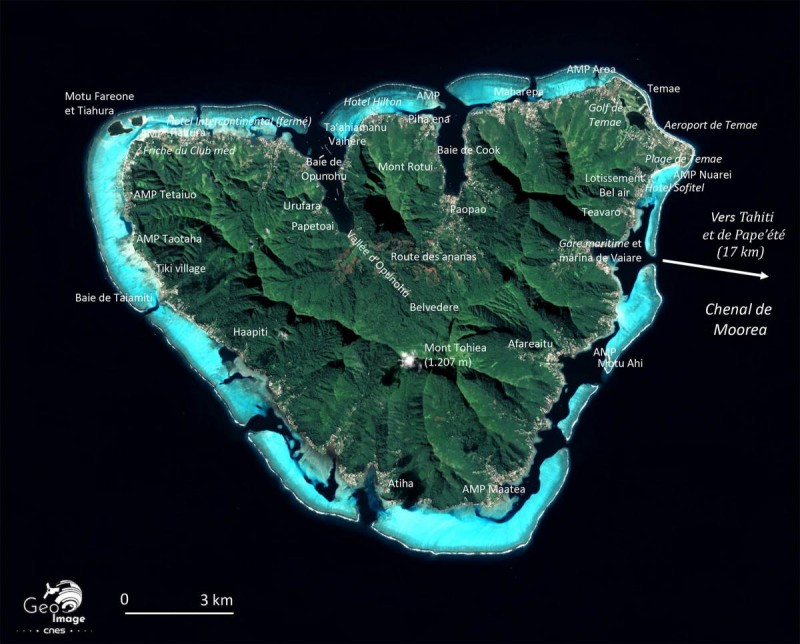 Motu Fareone
et Tiahura
Hotel Intercontinental (fermé)
Friche du Club med
AMP Tetaiuo
AMP Taotaha
Tiki village
Baie de Taiamiti
Haapiti
Hotel Hilton
AMP
Pihaena
Ta'ahiamanu
Vaihere
Baie de
Opunohu
Urufara
Papetoai
Mont Rotui
Baie de Cook
Paopao
Vallée d'Opunohu
Route des ananas
Belvedere
Mont Tohiea
(1.207 m)
Maharepa
AMP Aroa
Temae
Golf de
Temae
Aeroport de Temae
Plage de Temae
AMP Nuarei
Hotel Sofitel
Lotissement
Bel air
Teavaro
Gare maritime et
marina de Vaiare
Vers Tahiti
et de Pape'été
(17 km)
Chenal de
Moorea
Afareaitu
AMP
Motu Ahi
Atiha
AMP Maatea
GeoImage
cnes
0 3 km